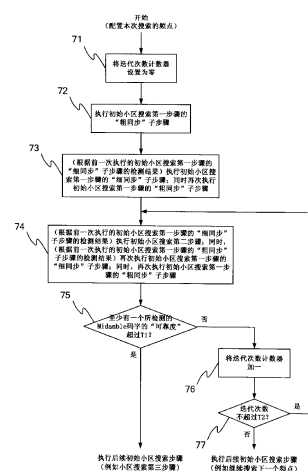 开始
(配置本次搜索的频点)
71
将迭代次数计数器
设置为零
72
执行初始小区搜索第一步骤的
“粗同步”子步骤
73
(根据前一次执行的初始小区搜索第一步骤的
“粗同步”子步骤的检测结果)执行初始小区搜
索第一步骤的“细同步”子步骤;同时再次执行
初始小区搜索第一步骤的“粗同步”子步骤
74
(根据前一次执行的初始小区搜索第一步骤的“细同步”
子步骤的检测结果)执行初始小区搜索第二步骤;同时,
(根据前一次执行的初始小区搜索第一步骤的“粗同步”
子步骤的检测结果)再次执行初始小区搜索第一步骤的
“细同步”子步骤;同时,再次执行初始小区搜索第一步
骤的“粗同步”子步骤
75
至少有一个所检测的
Midamble码字的“可靠度”
超过T1?
否
是
将迭代次数计数器
加一
76
迭代次数
不超过T2?
是
77
否
执行后续初始小区搜索步骤
(例如小区搜索第三步骤)
执行后续初始小区搜索步骤
(例如继续搜索下一个频点)